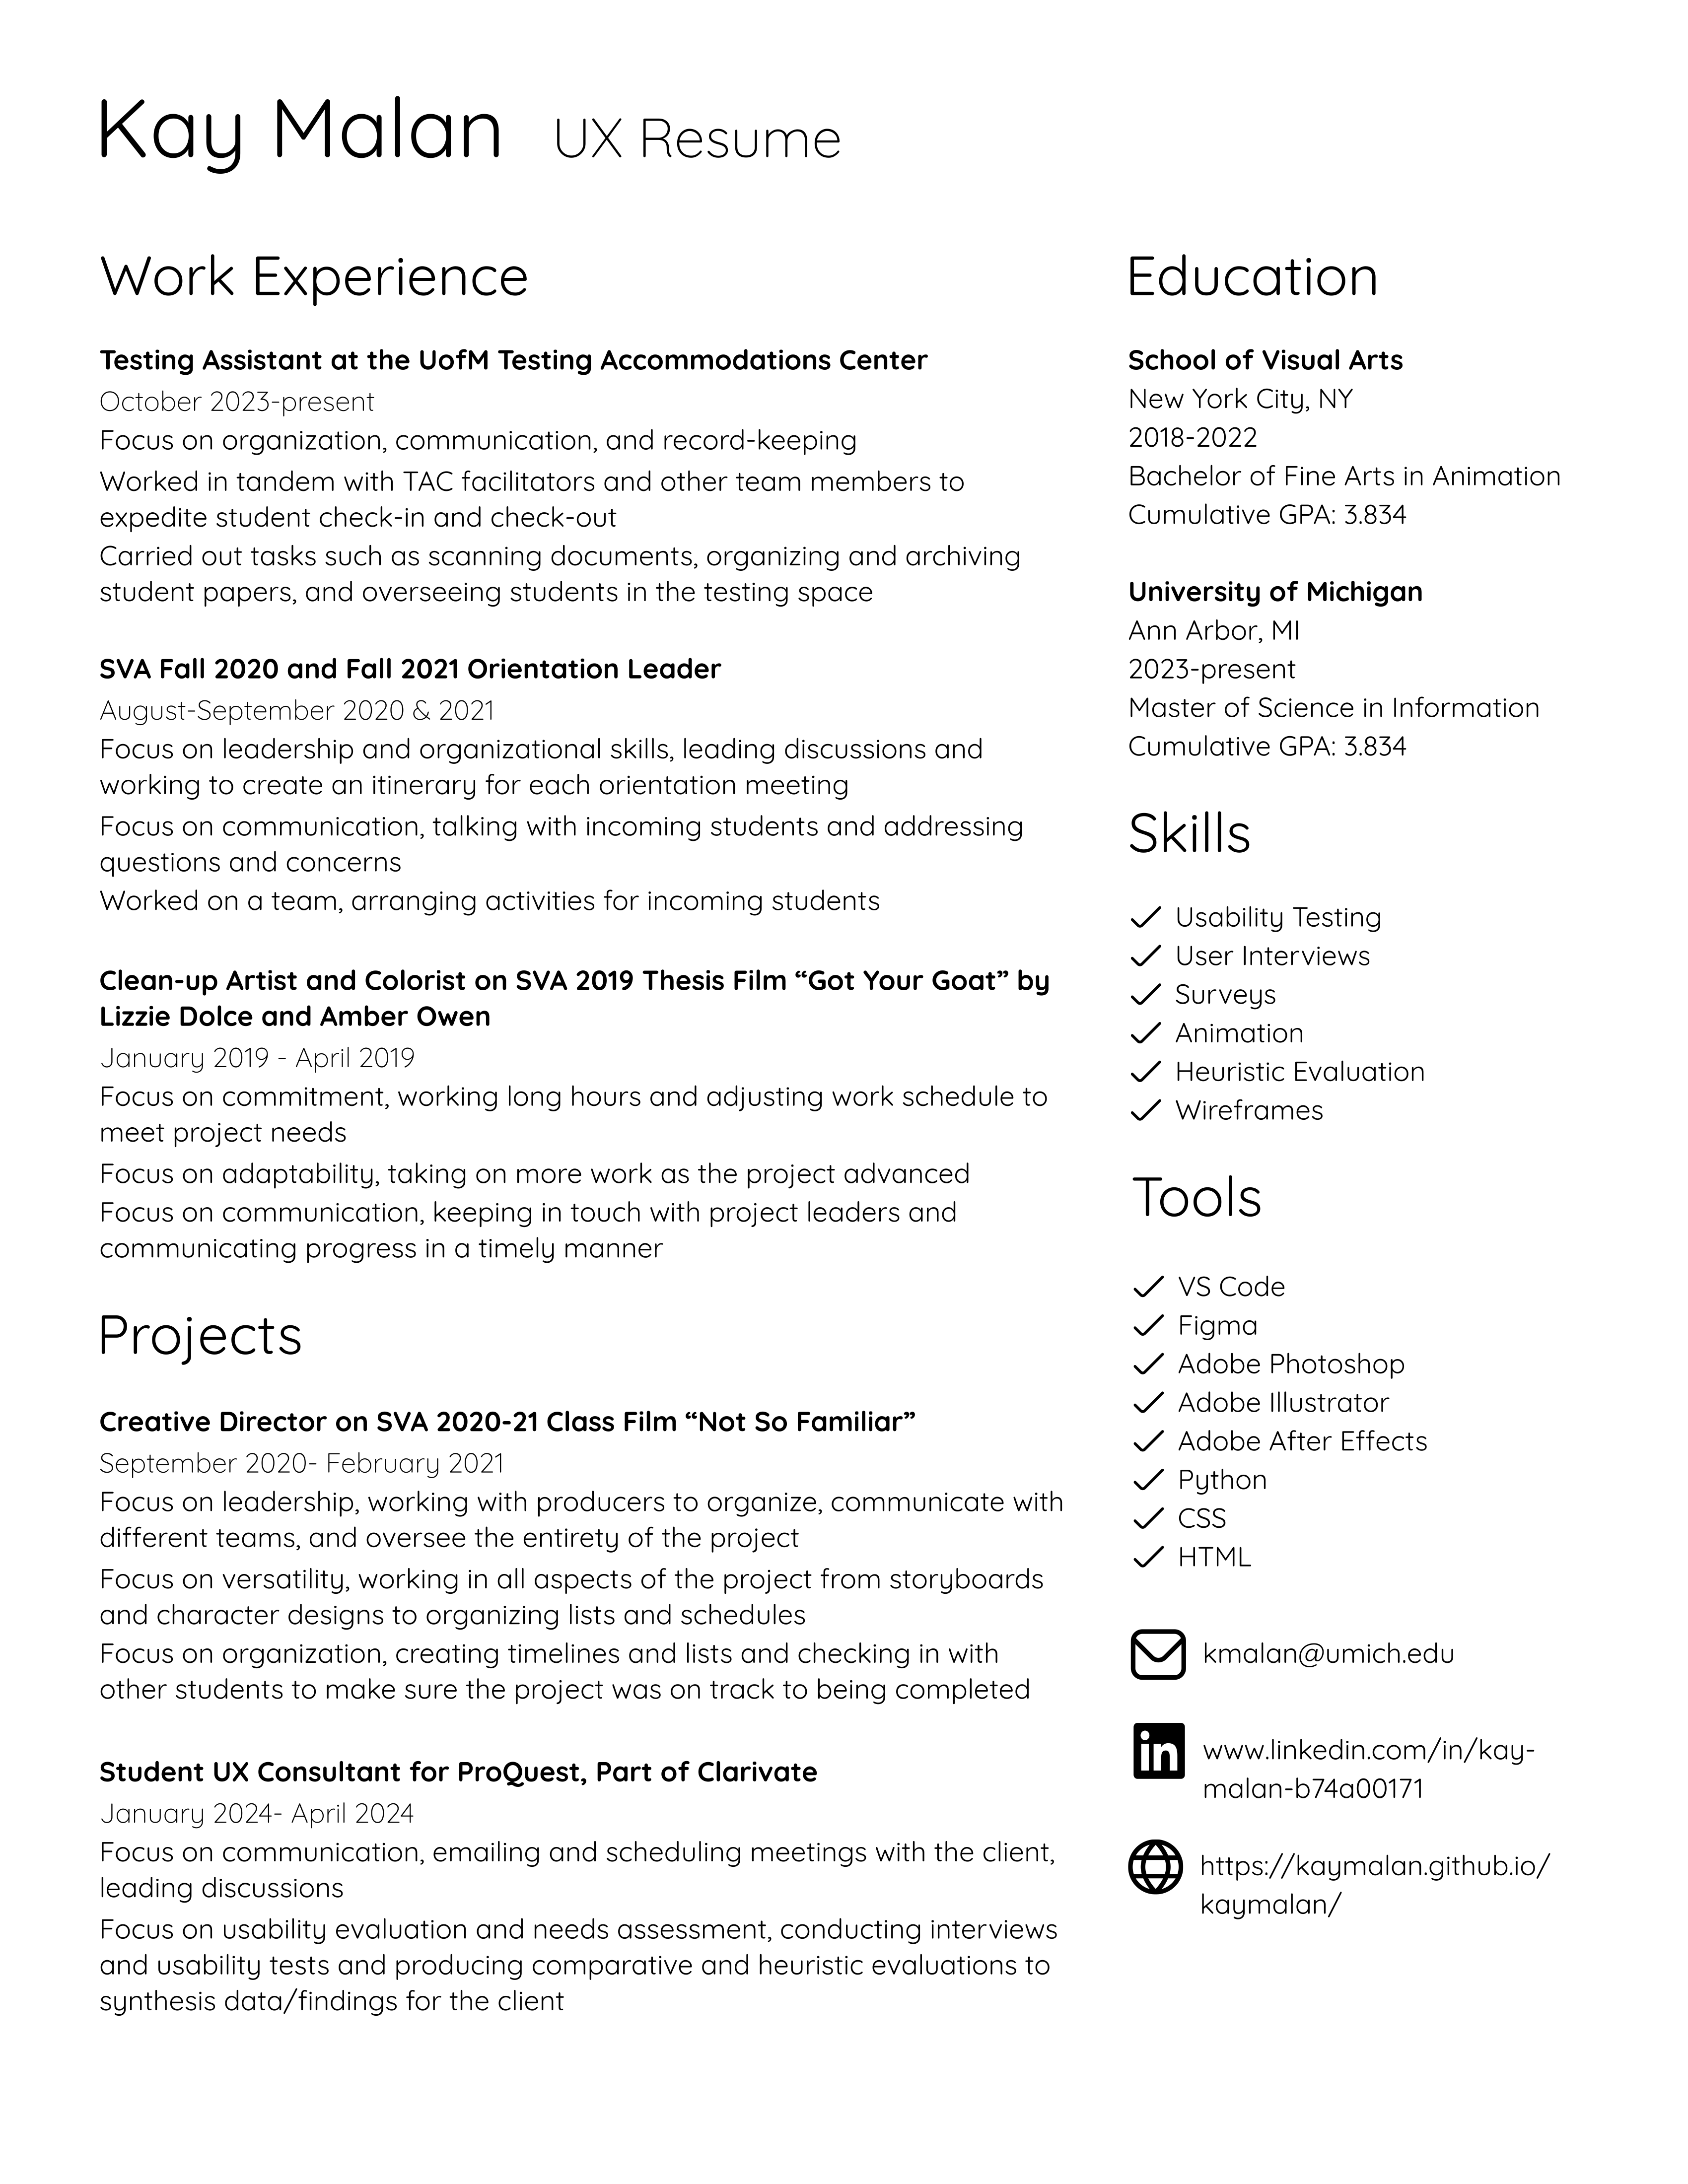 Kay Malan UX Resume
Work Experience
Testing Assistant at the UofM Testing Accommodations Center
October 2023-present
Focus on organization, communication, and record-keeping
Worked in tandem with TAC facilitators and other team members to
expedite student check-in and check-out
Carried out tasks such as scanning documents, organizing and archiving
student papers, and overseeing students in the testing space
SVA Fall 2020 and Fall 2021 Orientation Leader
August-September 2020 & 2021
Focus on leadership and organizational skills, leading discussions and
working to create an itinerary for each orientation meeting
Focus on communication, talking with incoming students and addressing
questions and concerns
Worked on a team, arranging activities for incoming students
Clean-up Artist and Colorist on SVA 2019 Thesis Film “Got Your Goat” by
Lizzie Dolce and Amber Owen
January 2019 - April 2019
Focus on commitment, working long hours and adjusting work schedule to
meet project needs
Focus on adaptability, taking on more work as the project advanced
Focus on communication, keeping in touch with project leaders and
communicating progress in a timely manner
Projects
Creative Director on SVA 2020-21 Class Film “Not So Familiar”
September 2020- February 2021
Focus on leadership, working with producers to organize, communicate with
different teams, and oversee the entirety of the project
Focus on versatility, working in all aspects of the project from storyboards
and character designs to organizing lists and schedules
Focus on organization, creating timelines and lists and checking in with
other students to make sure the project was on track to being completed
Student UX Consultant for ProQuest, Part of Clarivate
January 2024- April 2024
Focus on communication, emailing and scheduling meetings with the client,
leading discussions
Focus on usability evaluation and needs assessment, conducting interviews
and usability tests and producing comparative and heuristic evaluations to
synthesis data/findings for the client
Education
School of Visual Arts
New York City, NY
2018-2022
Bachelor of Fine Arts in Animation
Cumulative GPA: 3.834
University of Michigan
Ann Arbor, MI
2023-present
Master of Science in Information
Cumulative GPA: 3.834
Skills
Usability Testing
User Interviews
Surveys
Animation
Heuristic Evaluation
Wireframes
Tools
VS Code
Figma
Adobe Photoshop
Adobe Illustrator
Adobe After Effects
Python
CSS
HTML
kmalan@umich.edu
in
www.linkedin.com/in/kay-
malan-b74a00171
https://kaymalan.github.io/
kaymalan/